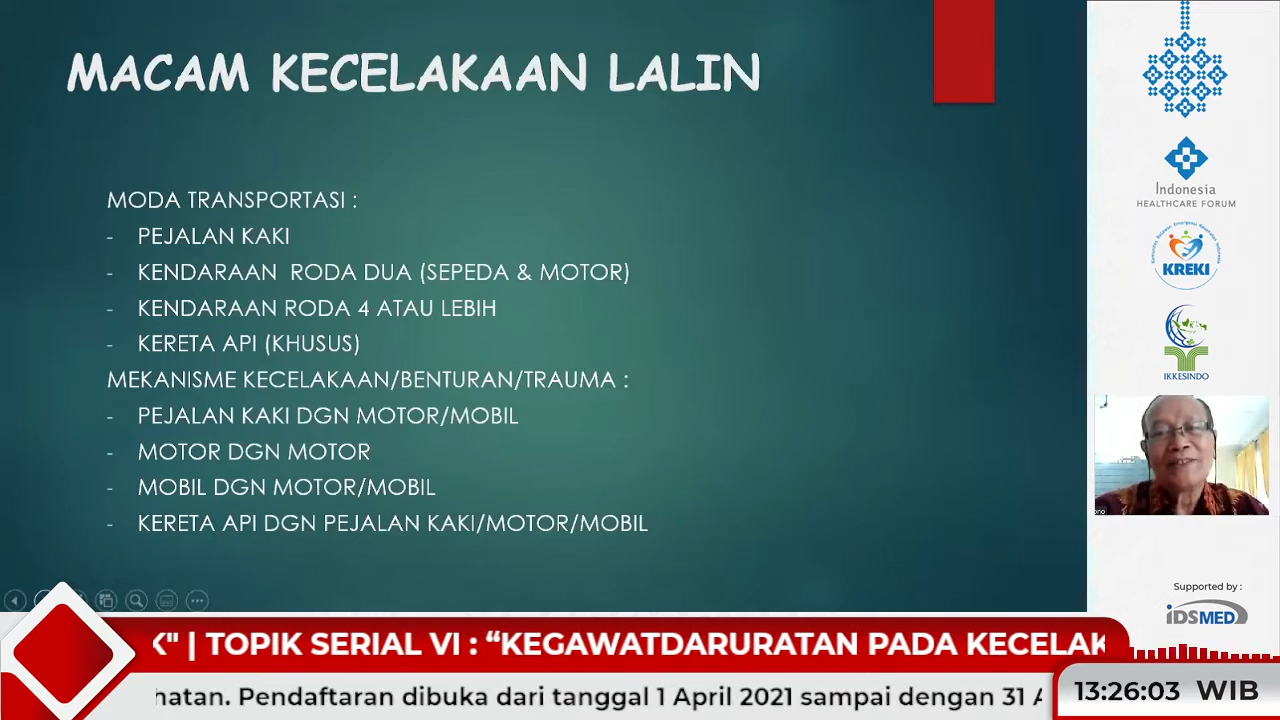 MACAM KECELAKAAN LALIN
MODA TRANSPORTASI :
- PEJALAN KAKI
- KENDARAAN RODA DUA (SEPEDA & MOTOR)
- KENDARAAN RODA 4 ATAU LEBIH
- KERETA API (KHUSUS)
MEKANISME KECELAKAAN/BENTURAN/TRAUMA :
- PEJALAN KAKI DGN MOTOR/MOBIL
- MOTOR DGN MOTOR
- MOBIL DGN MOTOR/MOBIL
- KERETA API DGN PEJALAN KAKI/MOTOR/MOBIL
Indonesia
HEALTHCARE FORUM
KREKI
IKKESINDO
ono
Supported by :
iDSMED
K" | TOPIK SERIAL VI : “KEGAWATDARURATAN PADA KECELAK
hatan. Pendaftaran dibuka dari tanggal 1 April 2021 sampai dengan 31 A
13:26:03 WIB